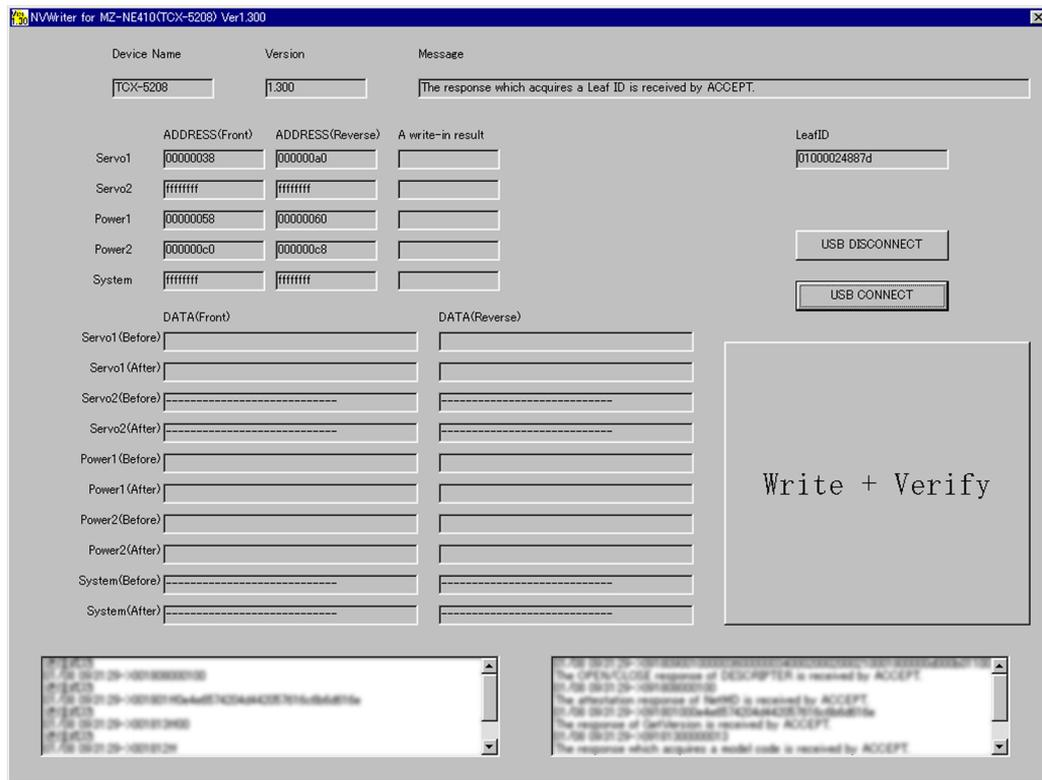 NVWriter for MZ-NE410(TCX-5208) Ver1.300
Device Name Version Message
TCX-5208 1.300 The response which acquires a Leaf ID is received by ACCEPT.
ADDRESS(Front) ADDRESS(Reverse) A write-in result LeafID
Servo1 00000038 000000a0 01000024887d
Servo2 ffffffff ffffffff
Power1 00000058 00000060
Power2 000000c0 000000c8 USB DISCONNECT
System ffffffff ffffffff
USB CONNECT
DATA(Front) DATA(Reverse)
Servo1(Before)
Servo1(After)
Servo2(Before) ---------------------------- ----------------------------
Servo2(After) ---------------------------- ----------------------------
Power1(Before)
Write + Verify
Power1(After)
Power2(Before)
Power2(After)
System(Before) ---------------------------- ----------------------------
System(After) ---------------------------- ----------------------------
The OPEN/CLOSE response of DESCRIPTER is received by ACCEPT.
The attestation response of NetMD is received by ACCEPT.
The response of GetVersion is received by ACCEPT.
The response which acquires a model code is received by ACCEPT.